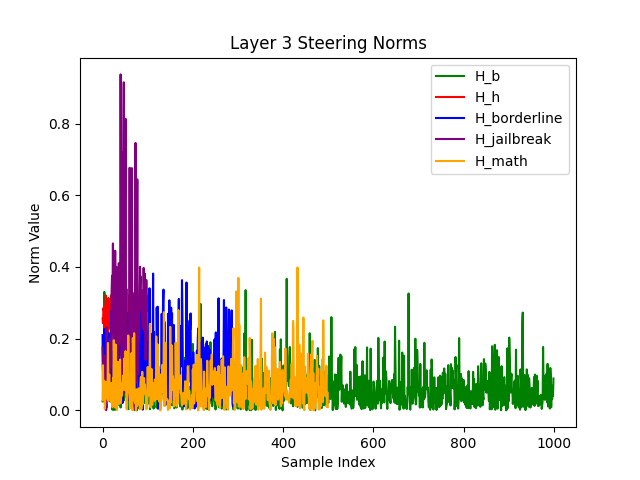 Layer 3 Steering Norms
Norm Value
0.8
0.6
0.4
0.2
0.0
H_b
H_h
H_borderline
H_jailbreak
H_math
0 200 400 600 800 1000
Sample Index